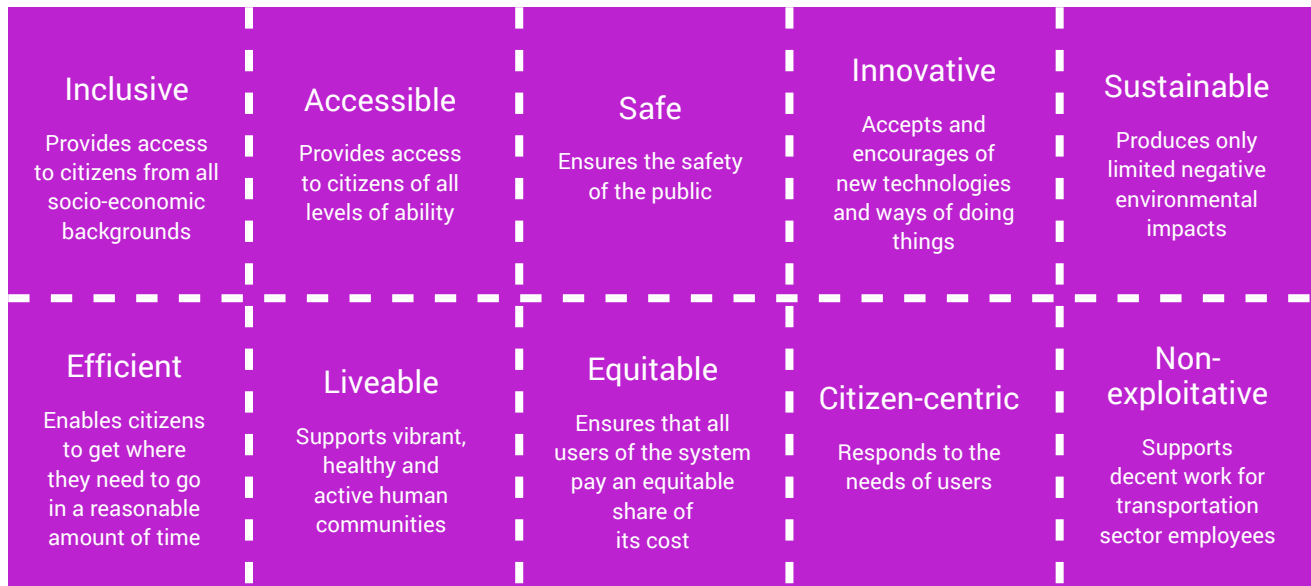 Inclusive
Provides access
to citizens from all
socio-economic
backgrounds
Accessible
Provides access
to citizens of all
levels of ability
Safe
Ensures the safety
of the public
Innovative
Accepts and
encourages of
new technologies
and ways of doing
things
Sustainable
Produces only
limited negative
environmental
impacts
Efficient
Enables citizens
to get where
they need to go
in a reasonable
amount of time
Liveable
Supports vibrant,
healthy and
active human
communities
Equitable
Ensures that all
users of the system
pay an equitable
share of
its cost
Citizen-centric
Responds to the
needs of users
Non-
exploitative
Supports
decent work for
transportation
sector employees